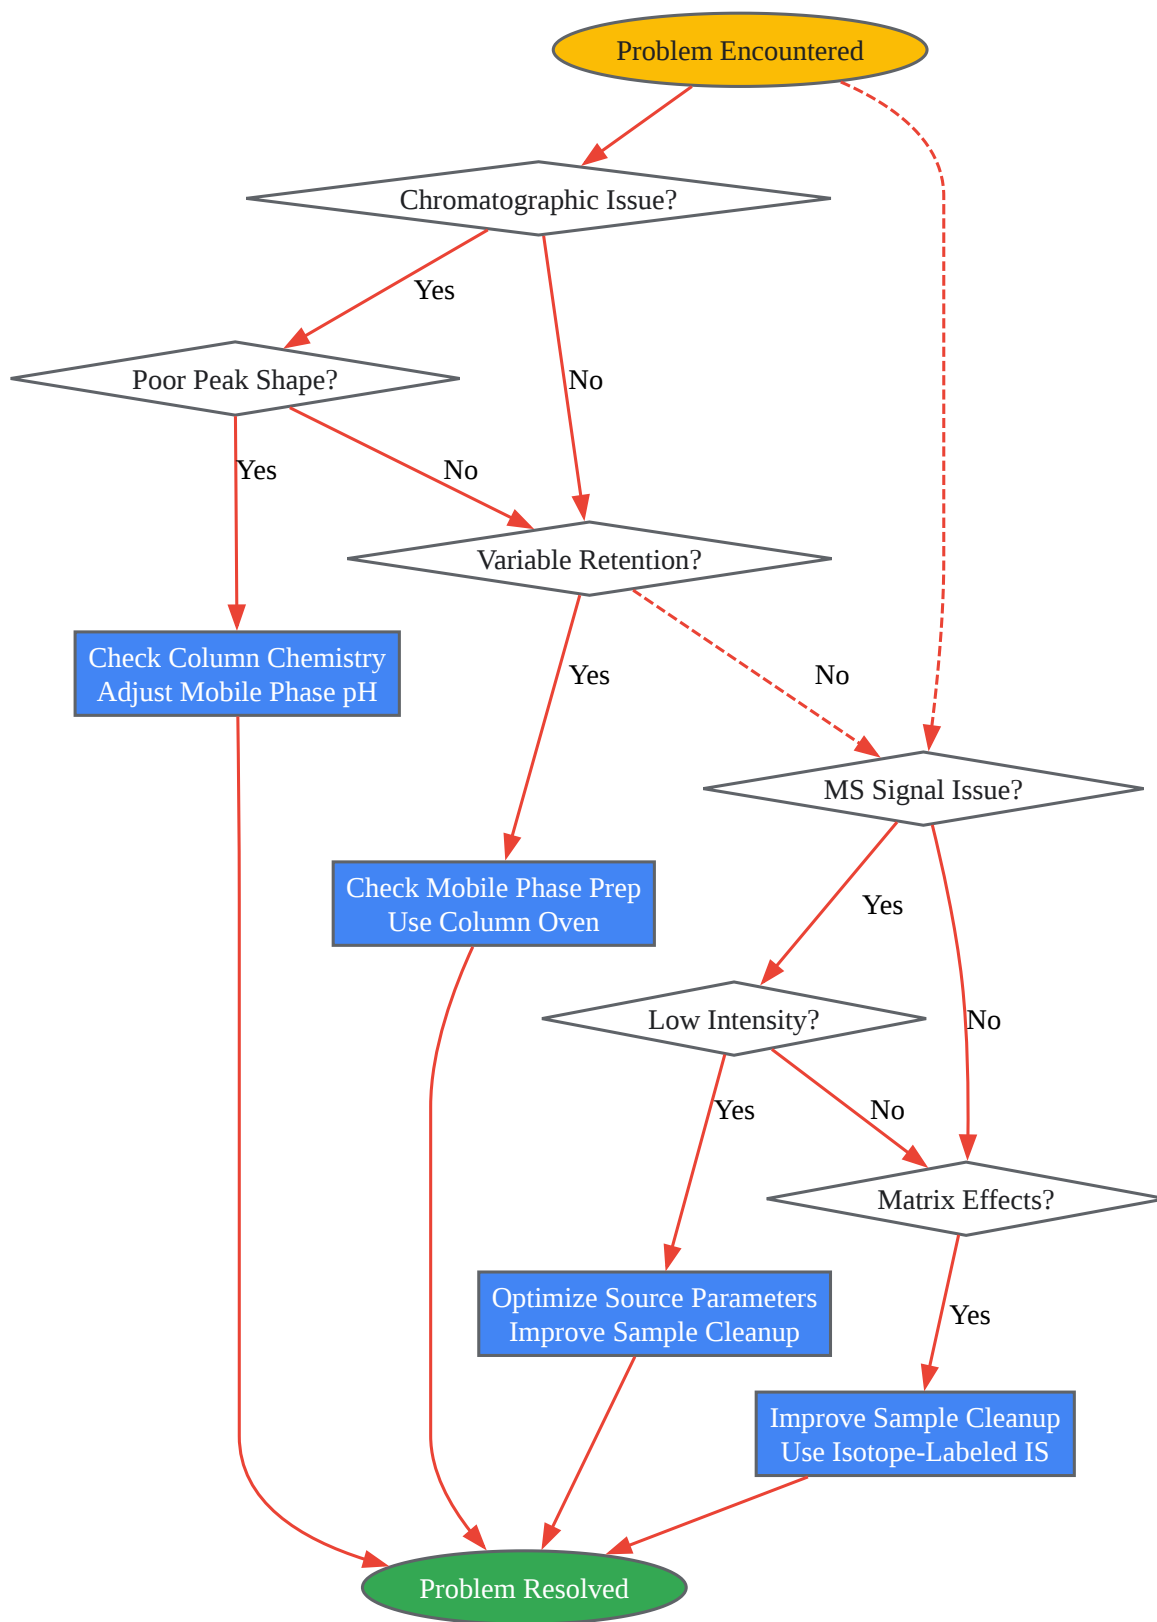 Problem Encountered
Chromatographic Issue?
Yes
Poor Peak Shape?
No
Yes
No
Variable Retention?
Check Column Chemistry
Adjust Mobile Phase pH
Yes
No
MS Signal Issue?
Check Mobile Phase Prep
Use Column Oven
Yes
Low Intensity?
No
Yes
No
Matrix Effects?
Optimize Source Parameters
Improve Sample Cleanup
Yes
Improve Sample Cleanup
Use Isotope-Labeled IS
Problem Resolved